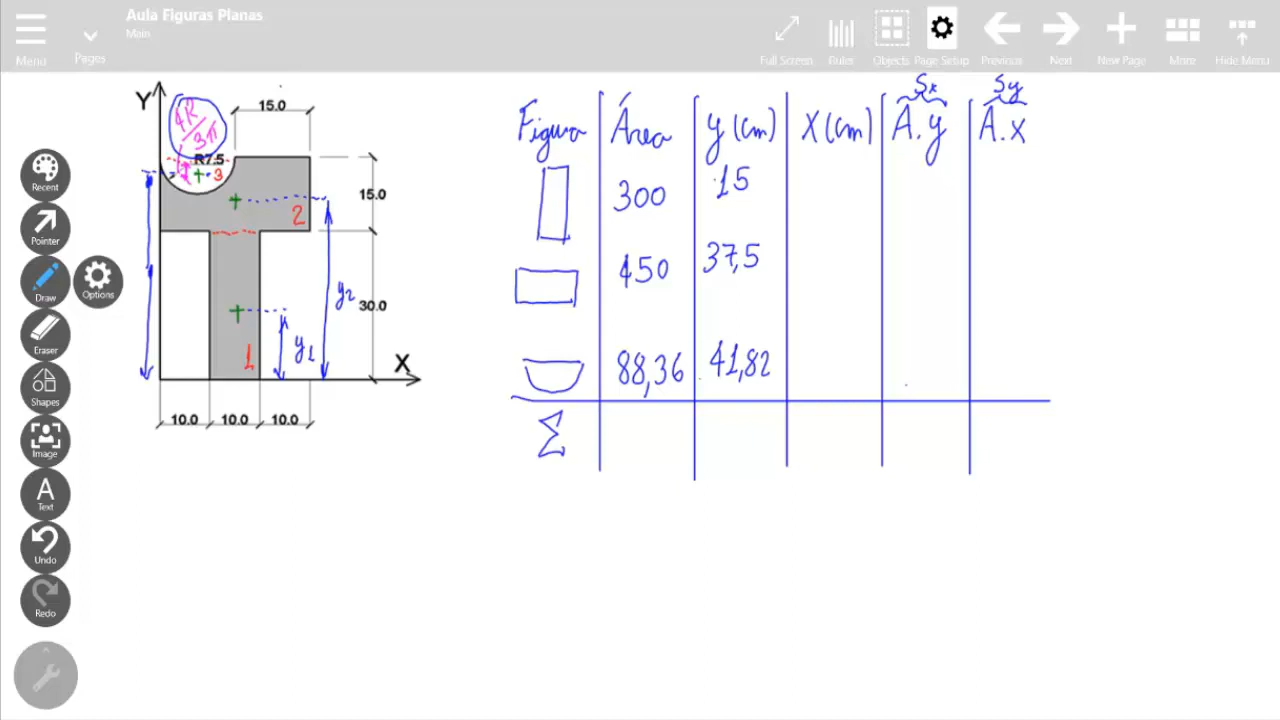 Aula Figuras Planas
Main
Menu
Pages
Full Screen
Ruler
Objects
Page Setup
Previous
Next
New Page
More
Hide Menu
Recent
Pointer
Draw
Options
Eraser
Shapes
Image
Text
Undo
Redo
Y
4R/3π
15.0
R7.5
3
2
15.0
y2
30.0
y1
1
X
10.0 10.0 10.0
Sx Sy
Figura Área y (cm) X (cm) A.y A.x
300 15
450 37,5
88,36 41,82
Σ